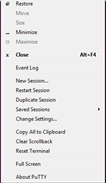 Restore
Move
Size
Minimize
Maximize
Close Alt+F4
Event Log
New Session...
Restart Session
Duplicate Session
Saved Sessions
Change Settings...
Copy All to Clipboard
Clear Scrollback
Reset Terminal
Full Screen
About PuTTY